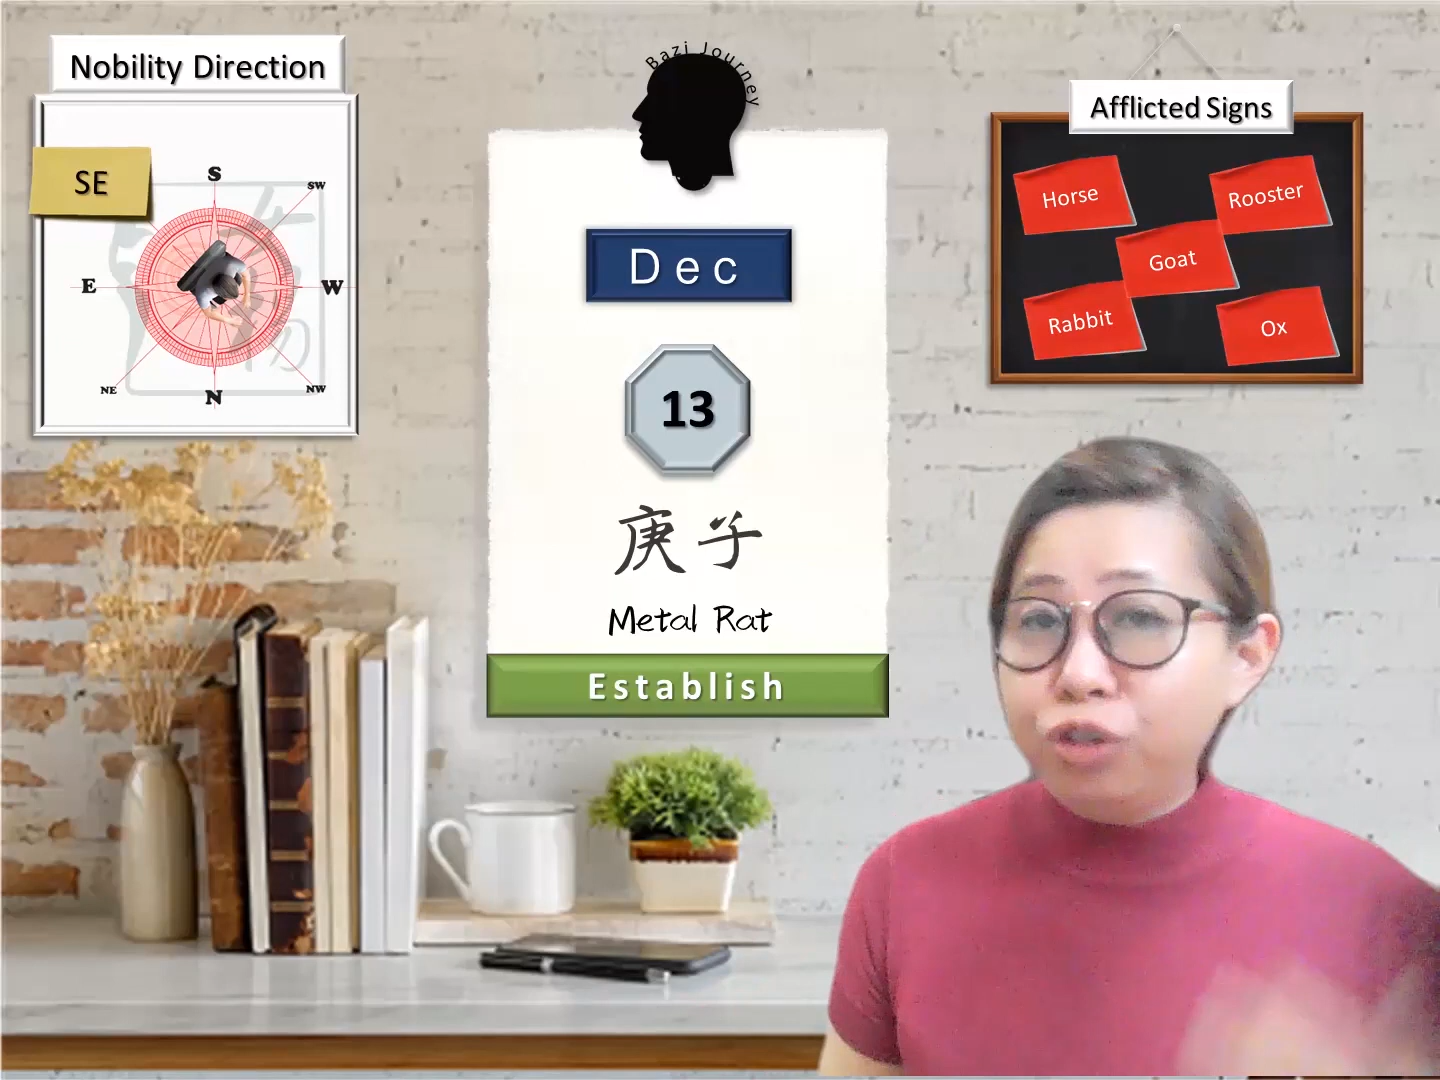 Nobility Direction
SE
S
SW
E
W
NE
N
NW
Bazi Journey
Dec
13
庚子
Metal Rat
Establish
Afflicted Signs
Horse
Rooster
Goat
Rabbit
Ox